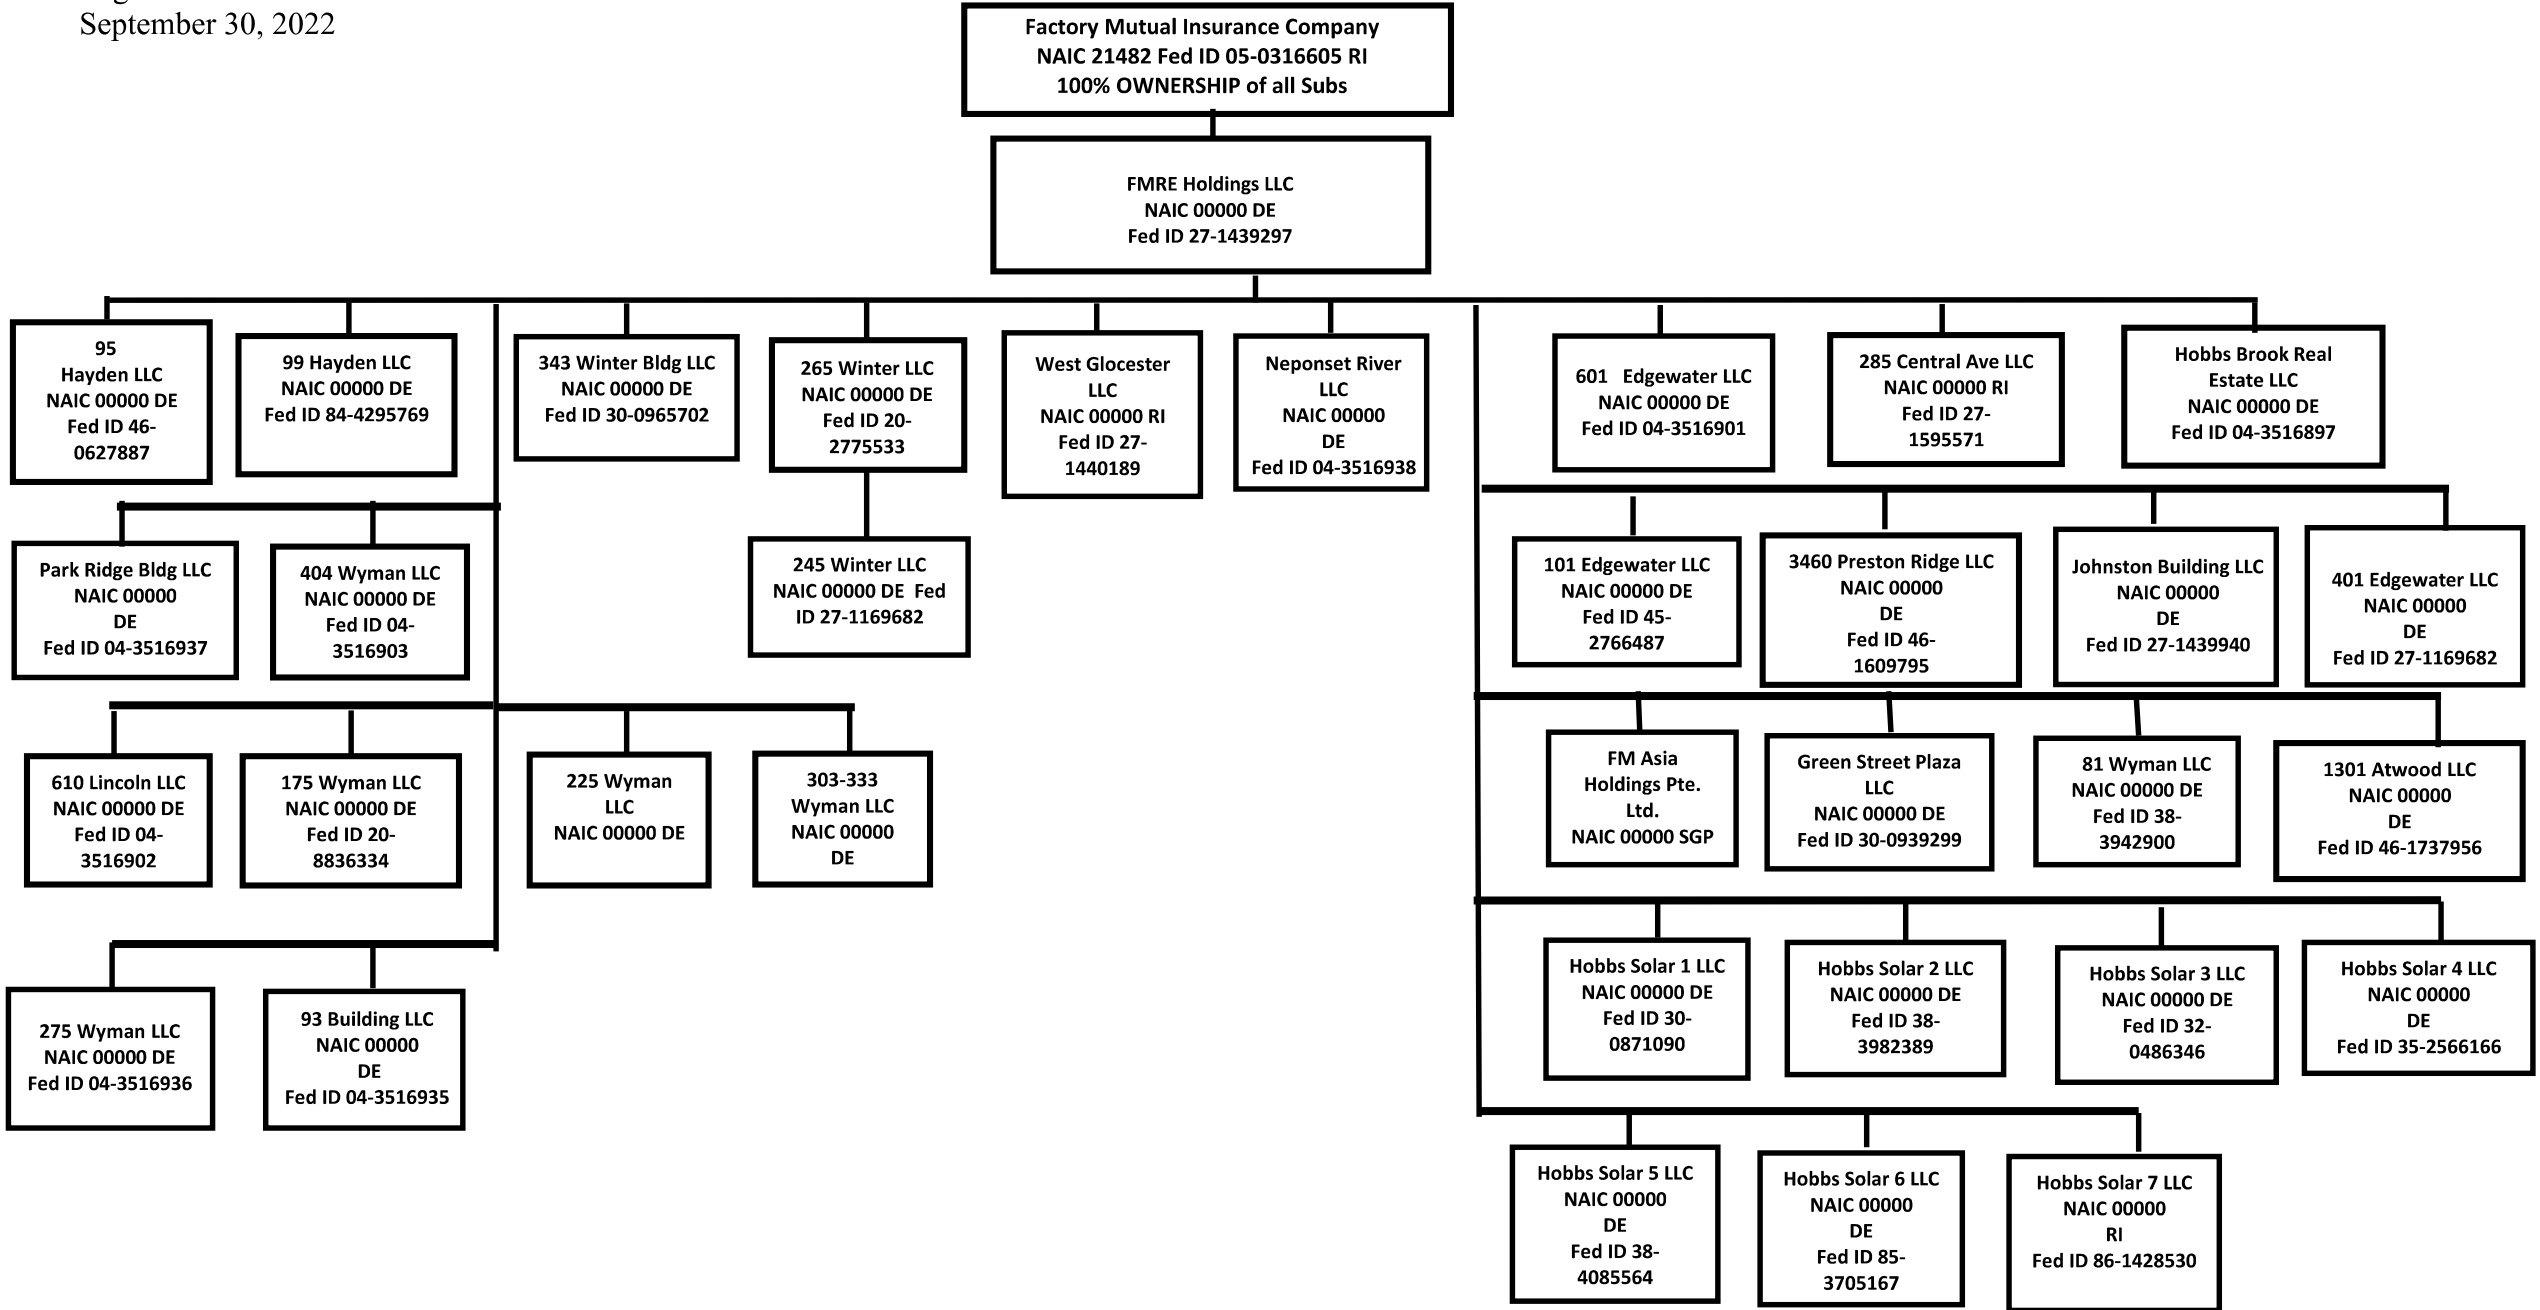 September 30, 2022
Factory Mutual Insurance Company
NAIC 21482 Fed ID 05-0316605 RI
100% OWNERSHIP of all Subs
FMRE Holdings LLC
NAIC 00000 DE
Fed ID 27-1439297
95
Hayden LLC
NAIC 00000 DE
Fed ID 46-
0627887
99 Hayden LLC
NAIC 00000 DE
Fed ID 84-4295769
343 Winter Bldg LLC
NAIC 00000 DE
Fed ID 30-0965702
265 Winter LLC
NAIC 00000 DE
Fed ID 20-
2775533
West Glocester
LLC
NAIC 00000 RI
Fed ID 27-
1440189
Neponset River
LLC
NAIC 00000
DE
Fed ID 04-3516938
601 Edgewater LLC
NAIC 00000 DE
Fed ID 04-3516901
285 Central Ave LLC
NAIC 00000 RI
Fed ID 27-
1595571
Hobbs Brook Real
Estate LLC
NAIC 00000 DE
Fed ID 04-3516897
Park Ridge Bldg LLC
NAIC 00000
DE
Fed ID 04-3516937
404 Wyman LLC
NAIC 00000 DE
Fed ID 04-
3516903
245 Winter LLC
NAIC 00000 DE Fed
ID 27-1169682
101 Edgewater LLC
NAIC 00000 DE
Fed ID 45-
2766487
3460 Preston Ridge LLC
NAIC 00000
DE
Fed ID 46-
1609795
Johnston Building LLC
NAIC 00000
DE
Fed ID 27-1439940
401 Edgewater LLC
NAIC 00000
DE
Fed ID 27-1169682
610 Lincoln LLC
NAIC 00000 DE
Fed ID 04-
3516902
175 Wyman LLC
NAIC 00000 DE
Fed ID 20-
8836334
225 Wyman
LLC
NAIC 00000 DE
303-333
Wyman LLC
NAIC 00000
DE
FM Asia
Holdings Pte.
Ltd.
NAIC 00000 SGP
Green Street Plaza
LLC
NAIC 00000 DE
Fed ID 30-0939299
81 Wyman LLC
NAIC 00000 DE
Fed ID 38-
3942900
1301 Atwood LLC
NAIC 00000
DE
Fed ID 46-1737956
275 Wyman LLC
NAIC 00000 DE
Fed ID 04-3516936
93 Building LLC
NAIC 00000
DE
Fed ID 04-3516935
Hobbs Solar 1 LLC
NAIC 00000 DE
Fed ID 30-
0871090
Hobbs Solar 2 LLC
NAIC 00000 DE
Fed ID 38-
3982389
Hobbs Solar 3 LLC
NAIC 00000 DE
Fed ID 32-
0486346
Hobbs Solar 4 LLC
NAIC 00000
DE
Fed ID 35-2566166
Hobbs Solar 5 LLC
NAIC 00000
DE
Fed ID 38-
4085564
Hobbs Solar 6 LLC
NAIC 00000
DE
Fed ID 85-
3705167
Hobbs Solar 7 LLC
NAIC 00000
RI
Fed ID 86-1428530